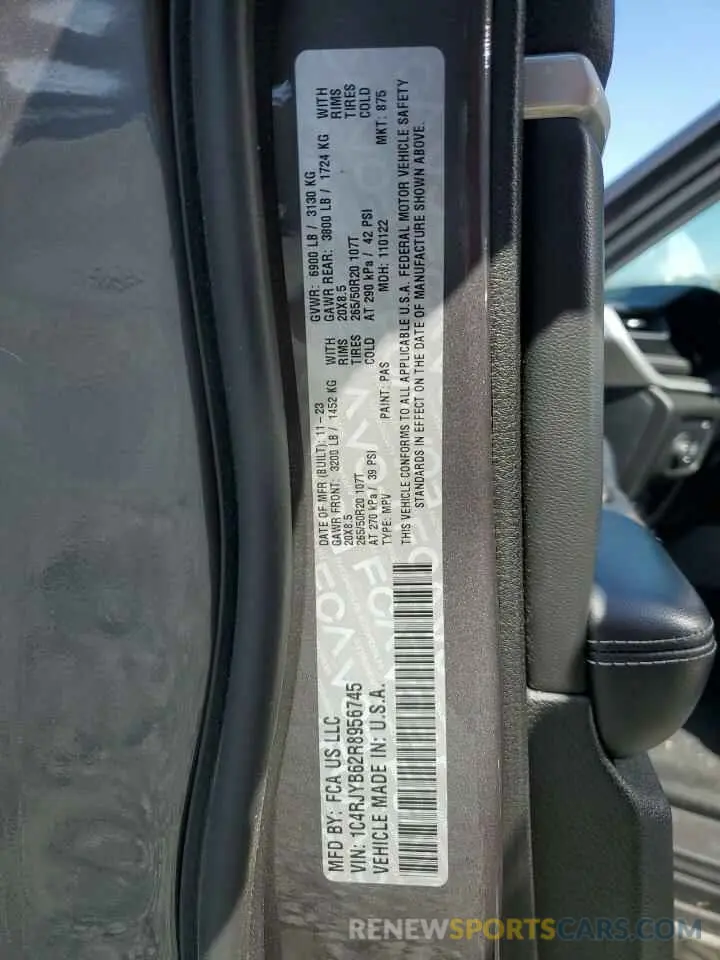 MFD BY: FCA US LLC
DATE OF MFR (BUILT): 11-23
GVWR: 6900 LB / 3130 KG
GAWR FRONT: 3200 LB / 1452 KG WITH
GAWR REAR: 3800 LB / 1724 KG WITH
20X8.5 RIMS
20X8.5 RIMS
265/50R20 107T TIRES
265/50R20 107T TIRES
AT 270 kPa / 39 PSI COLD
AT 290 kPa / 42 PSI COLD
VIN: 1C4RJYB62R8956745
TYPE: MPV PAINT: PAS MDH: 110122 MKT: 875
VEHICLE MADE IN: U.S.A.
THIS VEHICLE CONFORMS TO ALL APPLICABLE U.S.A. FEDERAL MOTOR VEHICLE SAFETY
STANDARDS IN EFFECT ON THE DATE OF MANUFACTURE SHOWN ABOVE.
RENEWSPORTSCARS.COM